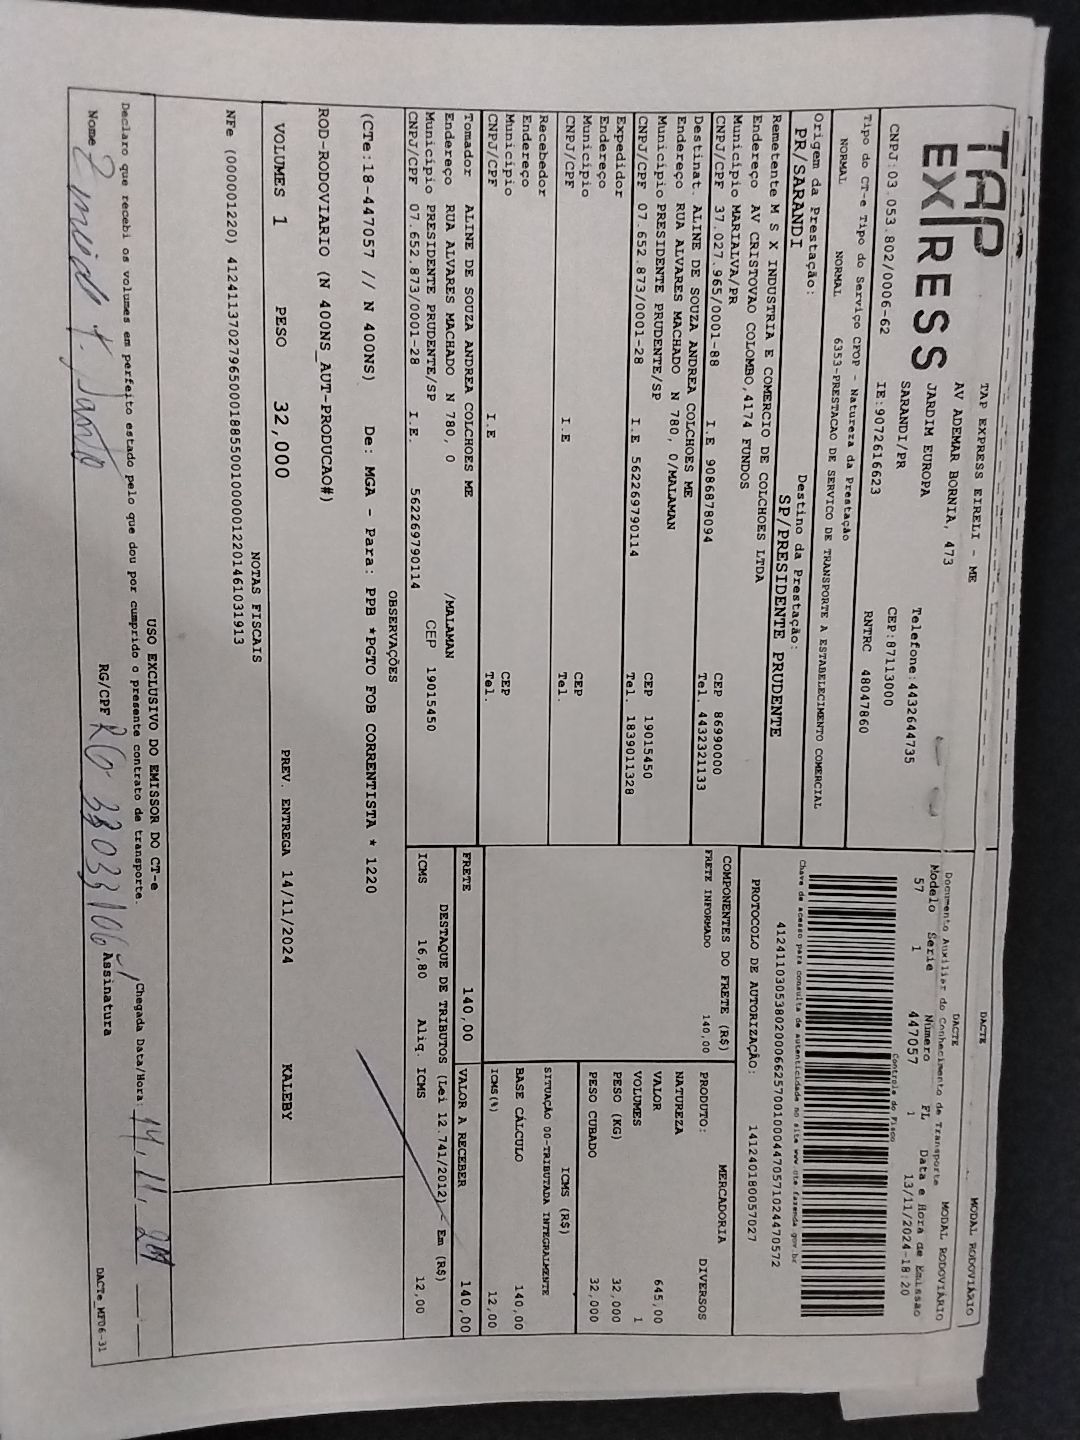 DACTE MODAL RODOVIÁRIO
TAP EXPRESS
TAP EXPRESS EIRELI - ME
AV ADEMAR BORNIA, 473
JARDIM EUROPA Telefone:4432644735
SARANDI/PR CEP:87113000
CNPJ:03.053.802/0006-62 IE:9072616623 RNTRC 48047860
DACTE MODAL RODOVIÁRIO
Documento Auxiliar do Conhecimento de Transporte
Modelo Serie Número FL Data e Hora de Emissão
57 1 447057 1 13/11/2024-18:20
Controle do Fisco
Chave de acesso para consulta de autenticidade no site www.cte.fazenda.gov.br
41241103053802000662570010004470571024470572
PROTOCOLO DE AUTORIZAÇÃO: 141240180057027
Tipo do CT-e Tipo do Serviço CFOP - Natureza da Prestação
NORMAL NORMAL 6353-PRESTACAO DE SERVICO DE TRANSPORTE A ESTABELECIMENTO COMERCIAL
Origem da Prestação: Destino da Prestação:
PR/SARANDI SP/PRESIDENTE PRUDENTE
Remetente M S X INDUSTRIA E COMERCIO DE COLCHOES LTDA
Endereço AV CRISTOVAO COLOMBO,4174 FUNDOS
Município MARIALVA/PR CEP 86990000
CNPJ/CPF 37.027.965/0001-88 I.E 9086878094 Tel. 4432321133
Destinat. ALINE DE SOUZA ANDREA COLCHOES ME
Endereço RUA ALVARES MACHADO N 780, 0/MALAMAN
Município PRESIDENTE PRUDENTE/SP CEP 19015450
CNPJ/CPF 07.652.873/0001-28 I.E 562269790114 Tel. 1839011328
Expedidor
Endereço
Município CEP
CNPJ/CPF I.E Tel.
Recebedor
Endereço
Município CEP
CNPJ/CPF I.E Tel.
Tomador ALINE DE SOUZA ANDREA COLCHOES ME
Endereço RUA ALVARES MACHADO N 780, 0 /MALAMAN
Município PRESIDENTE PRUDENTE/SP CEP 19015450
CNPJ/CPF 07.652.873/0001-28 I.E. 562269790114
COMPONENTES DO FRETE (R$)
FRETE INFORMADO 140,00
PRODUTO: MERCADORIA DIVERSOS
NATUREZA
VALOR 645,00
VOLUMES 1
PESO (KG) 32,000
PESO CUBADO 32,000
ICMS (R$)
SITUAÇÃO 00-TRIBUTADA INTEGRALMENTE
BASE CÁLCULO 140,00
ICMS(%) 12,00
FRETE 140,00 VALOR A RECEBER 140,00
DESTAQUE DE TRIBUTOS (Lei 12.741/2012) - Em (R$)
ICMS 16,80 Aliq. ICMS 12,00
OBSERVAÇÕES
(CTe:18-447057 // N 400NS) De: MGA - Para: PPB *PGTO FOB CORRENTISTA * 1220
ROD-RODOVIARIO (N 400NS_AUT-PRODUCAO#)
VOLUMES 1 PESO 32,000 PREV. ENTREGA 14/11/2024 KALEBY
NOTAS FISCAIS
NFe (000001220) 41241137027965000188550010000012201461031913
USO EXCLUSIVO DO EMISSOR DO CT-e
Declaro que recebi os volumes em perfeito estado pelo que dou por cumprido o presente contrato de transporte. Chegada Data/Hora: 14, 11, 24
Nome RG/CPF Assinatura
DACTe_MF06-31